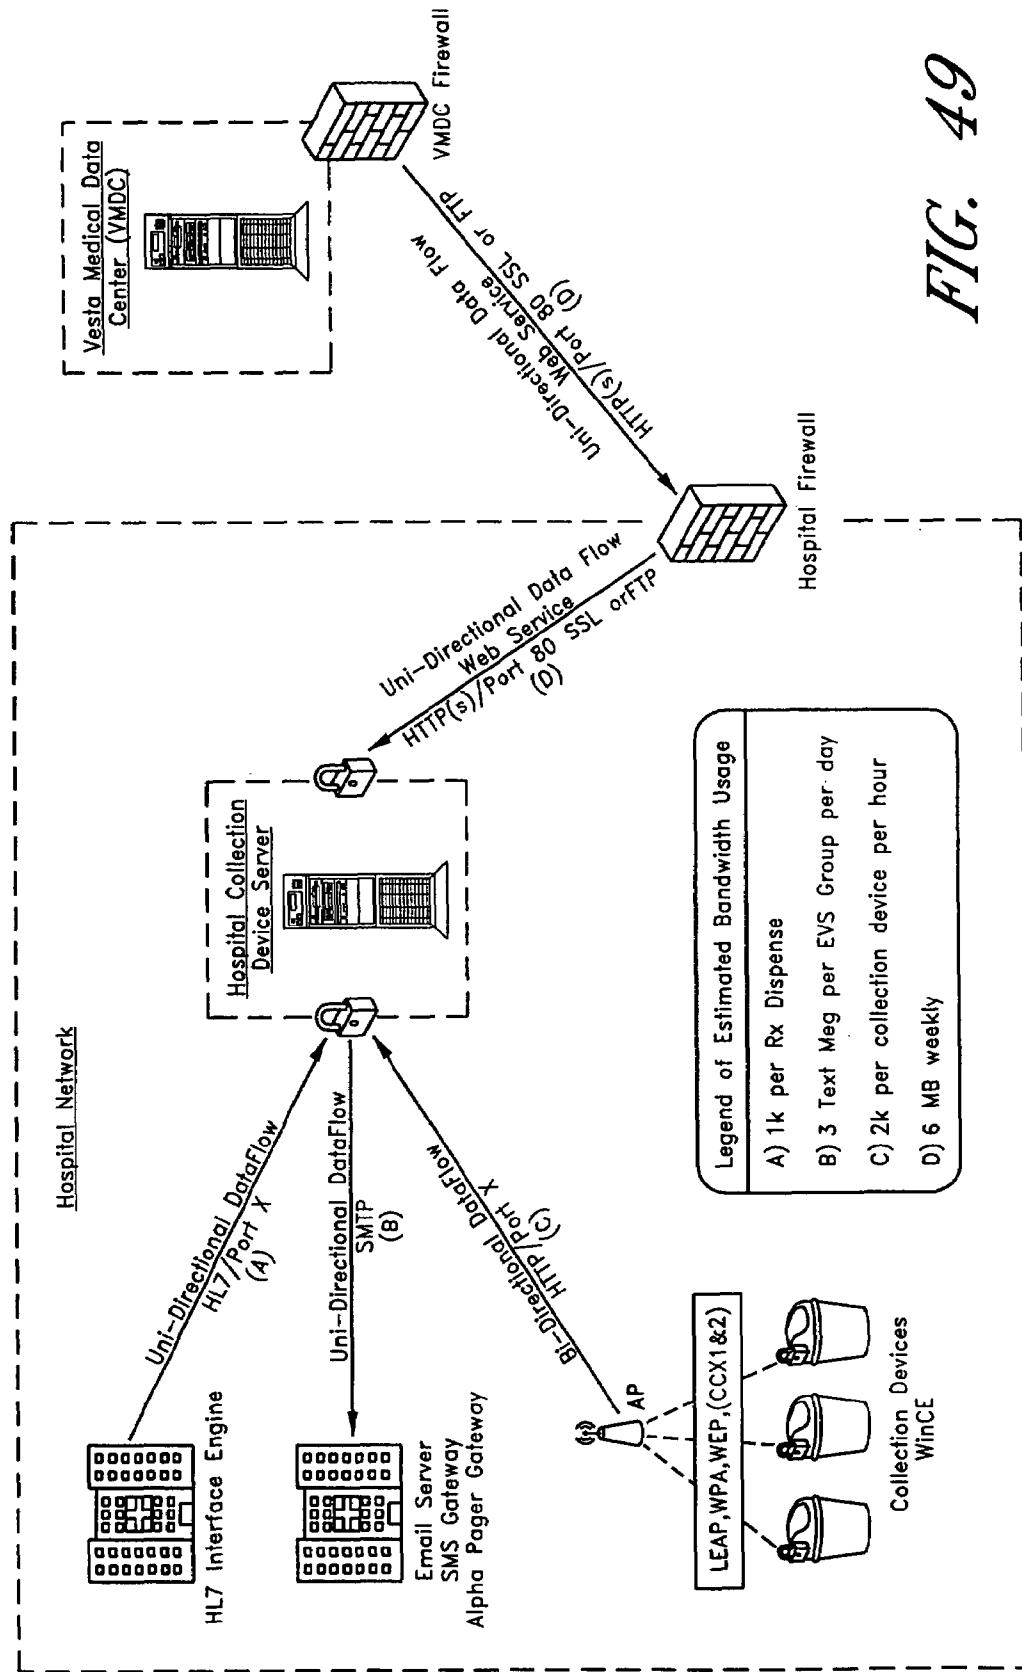 Hospital Network
HL7 Interface Engine
Uni-Directional DataFlow
HL7/Port X
(A)
Email Server
SMS Gateway
Alpha Pager Gateway
Uni-Directional DataFlow
SMTP
(B)
Bi-Directional DataFlow
HTTP/Port X
(C)
AP
LEAP,WPA,WEP,(CCX1&2)
Collection Devices
WinCE
Hospital Collection
Device Server
Uni-Directional Data Flow
Web Service
HTTP(s)/Port 80 SSL orFTP
(D)
Hospital Firewall
Vesta Medical Data
Center (VMDC)
VMDC Firewall
Uni-Directional Data Flow
Web Service
HTTP(s)/Port 80 SSL or FTP
(D)
Legend of Estimated Bandwidth Usage
A) 1k per Rx Dispense
B) 3 Text Meg per EVS Group per day
C) 2k per collection device per hour
D) 6 MB weekly
FIG. 49